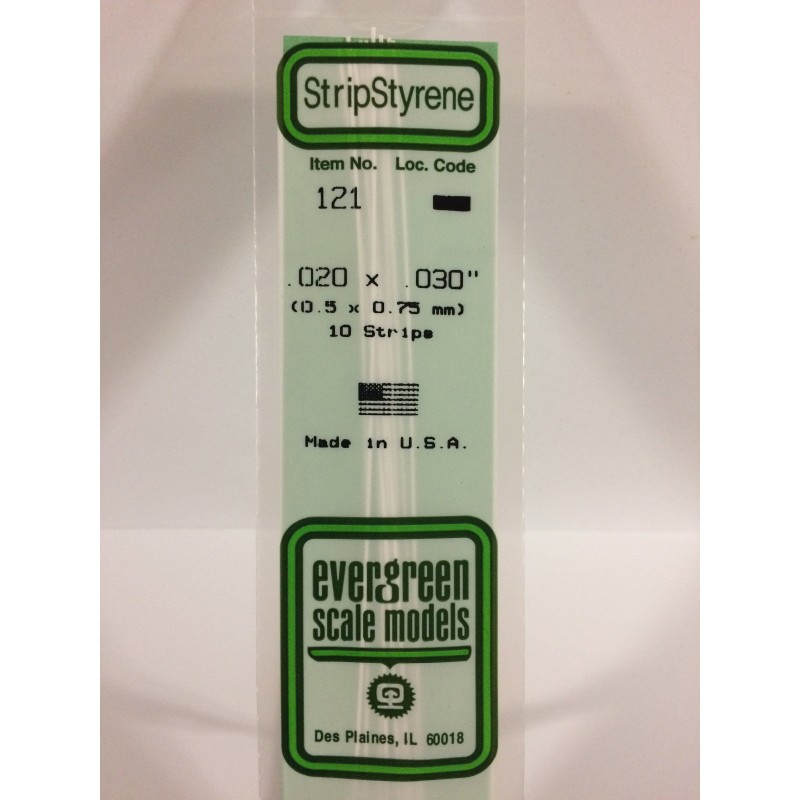 StripStyrene
Item No. Loc. Code
121
.020 x .030"
(0.5 x 0.75 mm)
10 Strips
Made in U.S.A.
evergreen
scale models
Des Plaines, IL 60018